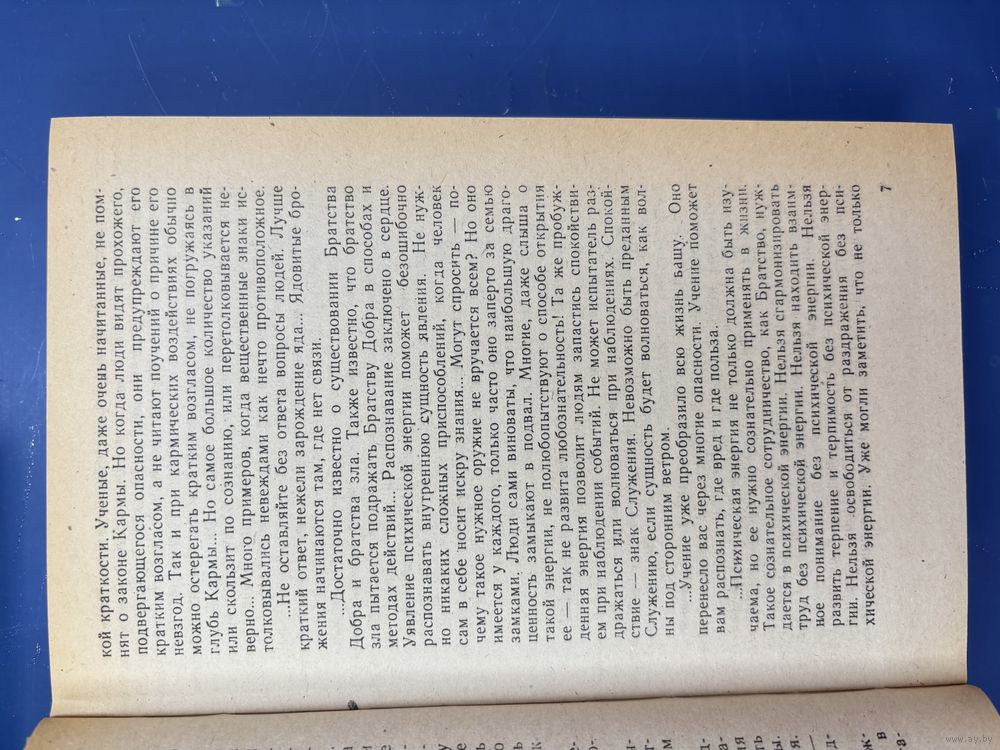 кой краткости. Ученые, даже очень начитанные, не пом-
нят о законе Кармы. Но когда люди видят прохожего,
подвергающегося опасности, они предупреждают его
кратким возгласом, а не читают поучений о причине его
невзгод. Так и при кармических воздействиях обычно
можно остерегать кратким возгласом, не погружаясь в
глубь Кармы... Но самое большое количество указаний
или скользит по сознанию, или перетолковывается не-
верно... Много примеров, когда вещественные знаки ис-
толковывались невеждами как нечто противоположное.
...Не оставляйте без ответа вопросы людей. Лучше
краткий ответ, нежели зарождение яда... Ядовитые бро-
жения начинаются там, где нет связи.
...Достаточно известно о существовании Братства
Добра и братства зла. Также известно, что братство
зла пытается подражать Братству Добра в способах и
методах действий... Распознавание заключено в сердце.
Уявление психической энергии поможет безошибочно
распознавать внутреннюю сущность явления. Не нуж-
но никаких сложных приспособлений, когда человек
сам в себе носит искру знания... Могут спросить — по-
чему такое нужное оружие не вручается всем? Но оно
имеется у каждого, только часто оно заперто за семью
замками. Люди сами виноваты, что наибольшую драго-
ценность замыкают в подвал. Многие, даже слыша о
такой энергии, не полюбопытствуют о способе открытия
ее — так не развита любознательность! Та же пробуж-
денная энергия позволит людям запастись спокойстви-
ем при наблюдении событий. Не может испытатель раз-
дражаться или волноваться при наблюдениях. Спокой-
ствие — знак Служения. Невозможно быть преданным
Служению, если сущность будет волноваться, как вол-
ны под сторонним ветром.
...Учение уже преобразило всю жизнь Вашу. Оно
перенесло вас через многие опасности. Учение поможет
вам распознать, где вред и где польза.
...Психическая энергия не только должна быть изу-
чаема, но ее нужно сознательно применять в жизни.
Такое сознательное сотрудничество, как Братство, нуж-
дается в психической энергии. Нельзя сгармонизировать
труд без психической энергии. Нельзя находить взаим-
ное понимание без психической энергии. Нельзя
развить терпение и терпимость без психической энер-
гии. Нельзя освободиться от раздражения без пси-
хической энергии. Уже могли заметить, что не только
7
www.ay.by